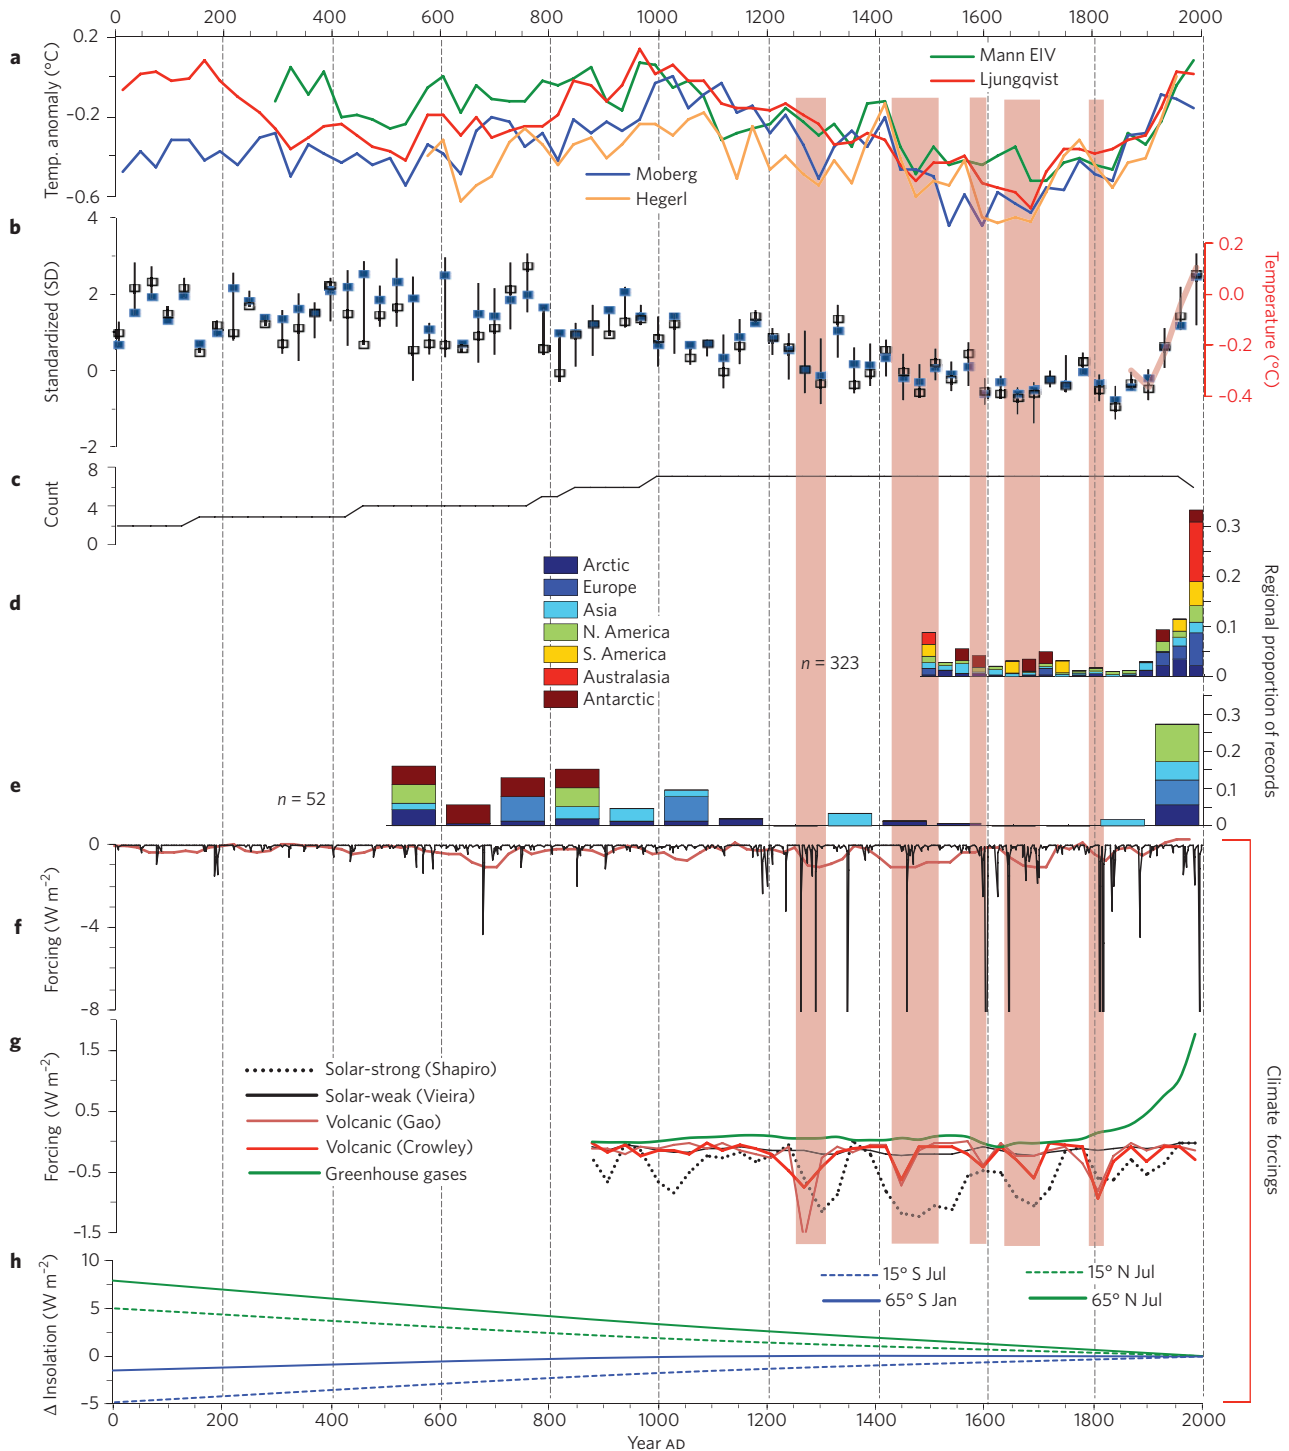 0 200 400 600 800 1000 1200 1400 1600 1800 2000
a
Temp. anomaly (°C)
0.2
−0.2
−0.6
Mann EIV
Ljungqvist
Moberg
Hegerl
b
Standardized (SD)
4
2
0
−2
0.2
0.0
−0.2
−0.4
Temperature (°C)
c
Count
8
4
0
d
Arctic
Europe
Asia
N. America
S. America
Australasia
Antarctic
n = 323
0.3
0.2
0.1
0
Regional proportion of records
e
n = 52
0.3
0.2
0.1
0
f
Forcing (W m−2)
0
−4
−8
g
Forcing (W m−2)
1.5
0.5
−0.5
−1.5
Solar-strong (Shapiro)
Solar-weak (Vieira)
Volcanic (Gao)
Volcanic (Crowley)
Greenhouse gases
Climate forcings
h
Δ Insolation (W m−2)
10
5
0
−5
15° S Jul
65° S Jan
15° N Jul
65° N Jul
0 200 400 600 800 1000 1200 1400 1600 1800 2000
Year AD